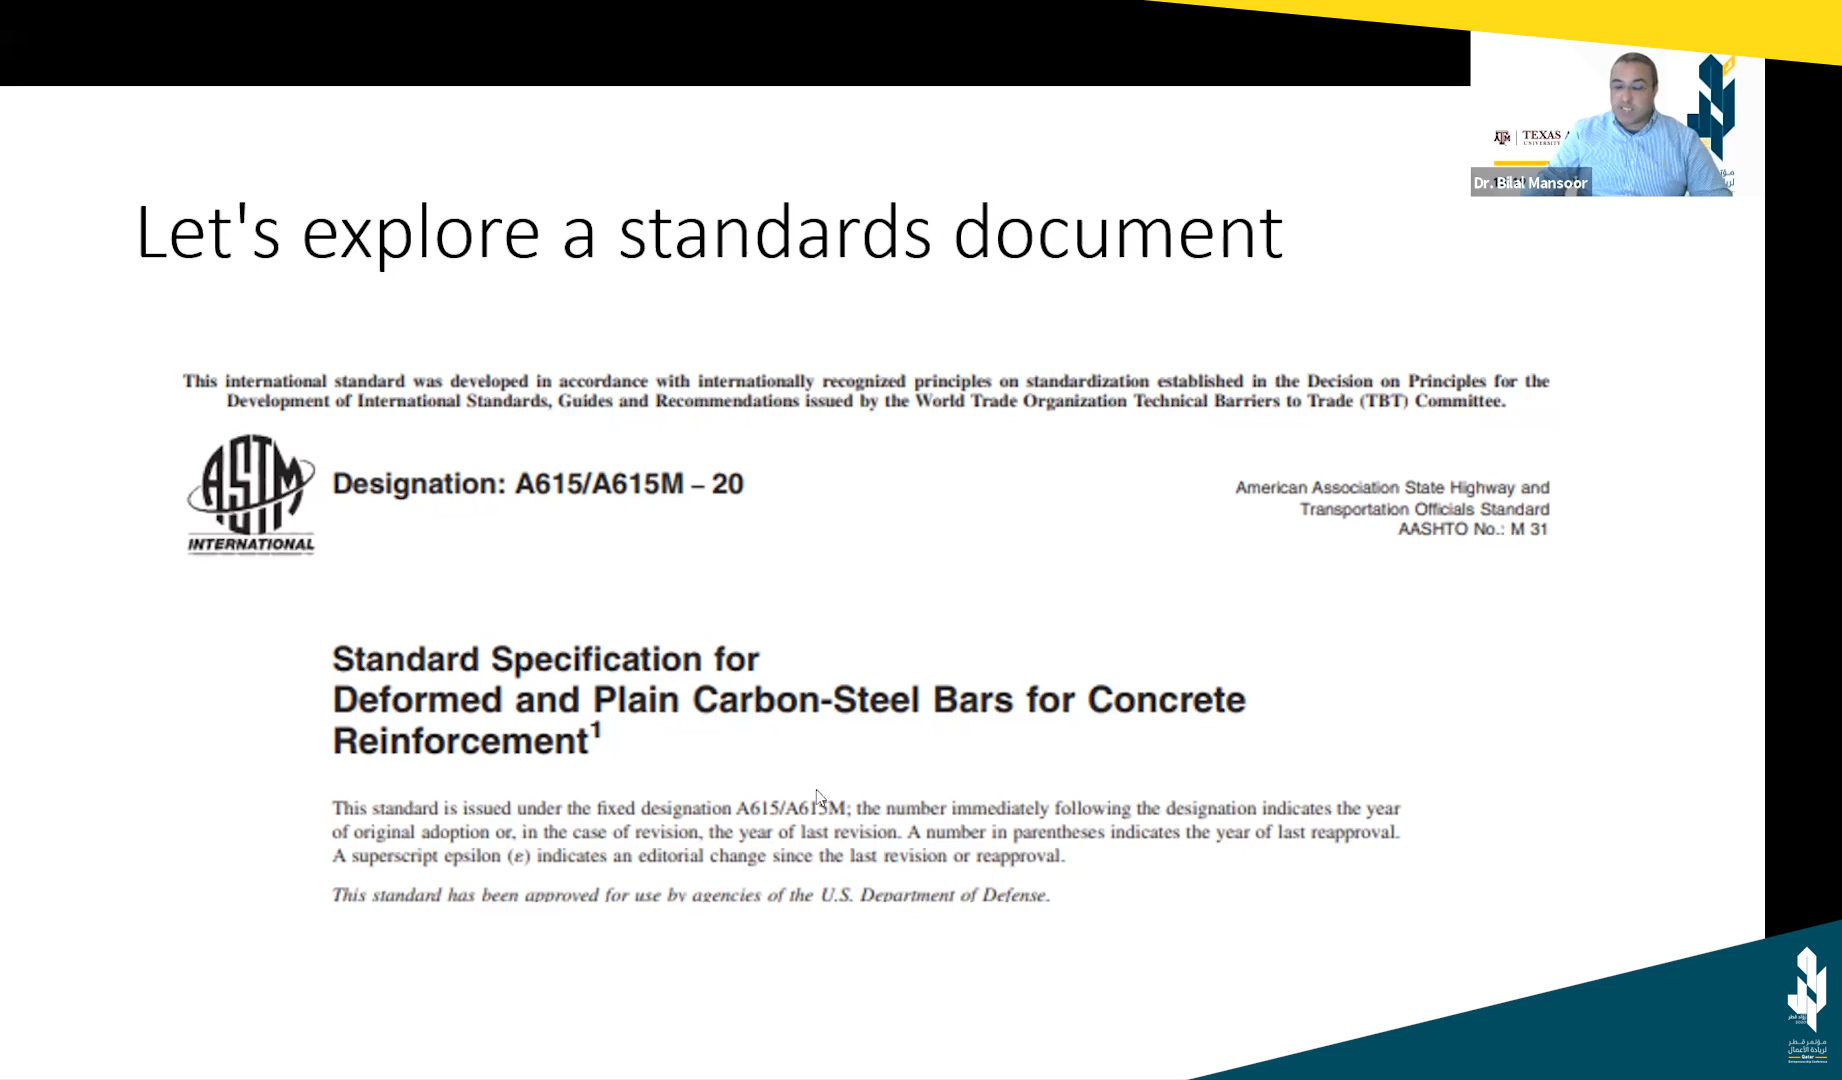 TEXAS A
UNIVERSITY
Dr. Bilal Mansoor
Let's explore a standards document
This international standard was developed in accordance with internationally recognized principles on standardization established in the Decision on Principles for the
Development of International Standards, Guides and Recommendations issued by the World Trade Organization Technical Barriers to Trade (TBT) Committee.
ASTM
INTERNATIONAL
Designation: A615/A615M – 20
American Association State Highway and
Transportation Officials Standard
AASHTO No.: M 31
Standard Specification for
Deformed and Plain Carbon-Steel Bars for Concrete
Reinforcement1
This standard is issued under the fixed designation A615/A615M; the number immediately following the designation indicates the year
of original adoption or, in the case of revision, the year of last revision. A number in parentheses indicates the year of last reapproval.
A superscript epsilon (ε) indicates an editorial change since the last revision or reapproval.
This standard has been approved for use by agencies of the U.S. Department of Defense.
مؤتمر قطر
لريادة الأعمال
Qatar